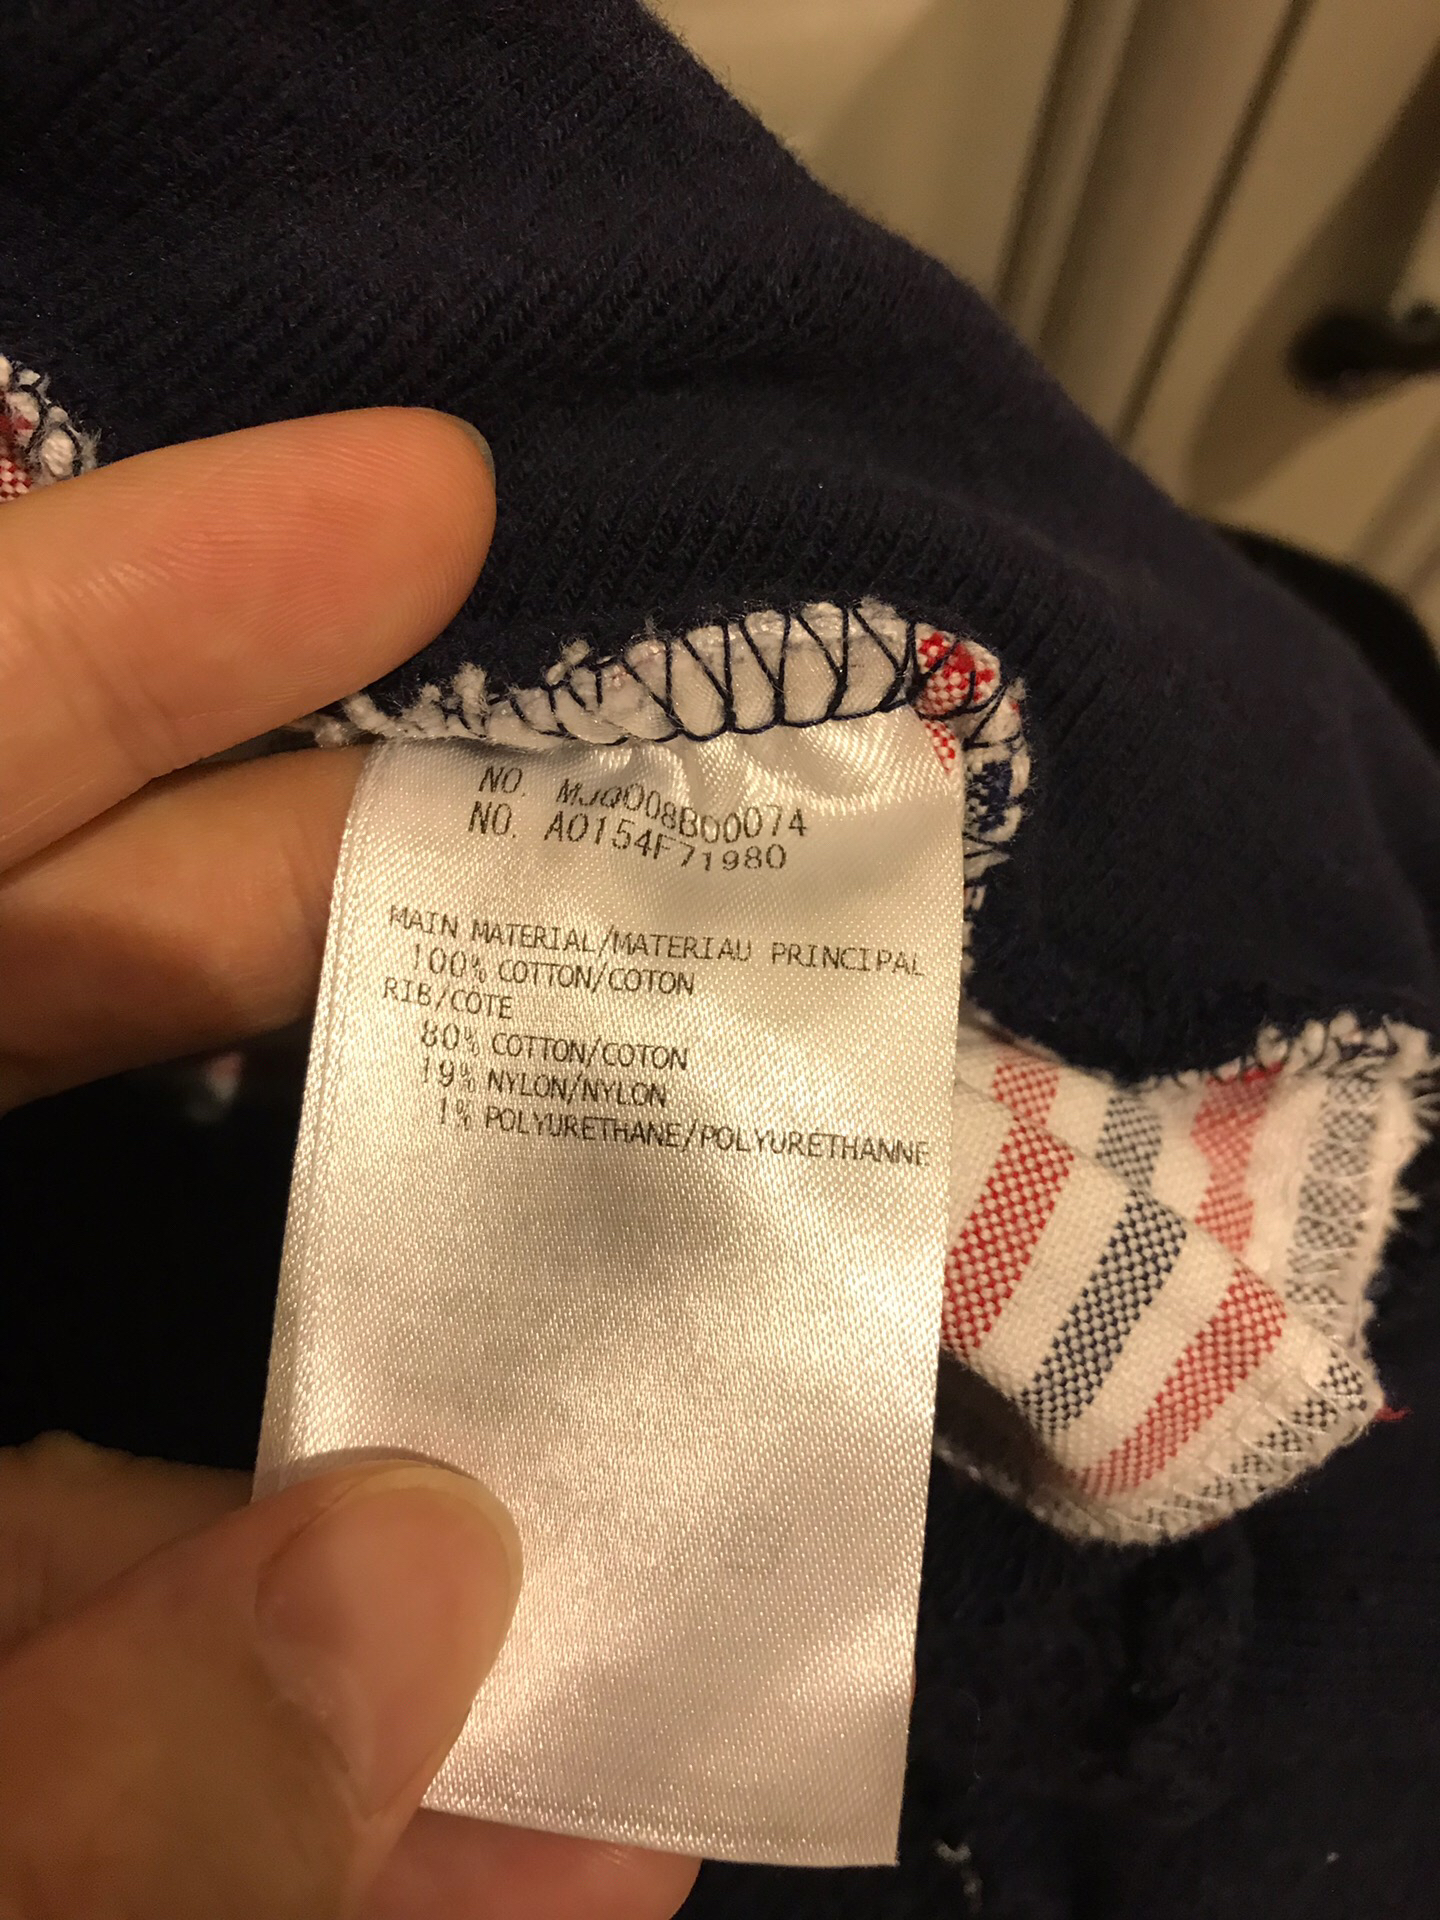 NO. MJQ008B00074
NO. A0154F71980
MAIN MATERIAL/MATERIAU PRINCIPAL
100% COTTON/COTON
RIB/COTE
80% COTTON/COTON
19% NYLON/NYLON
1% POLYURETHANE/POLYURETHANNE